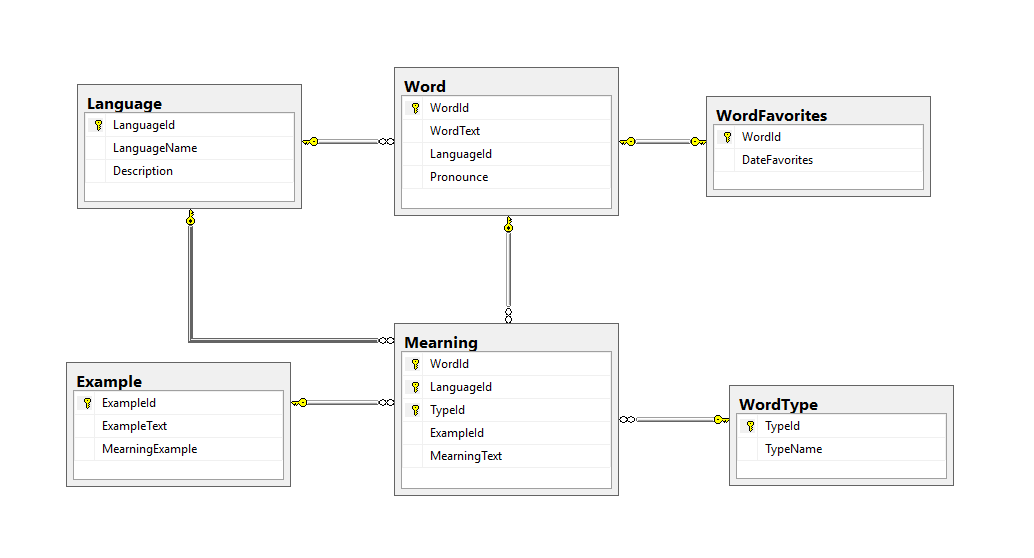 Language
LanguageId
LanguageName
Description
Word
WordId
WordText
LanguageId
Pronounce
WordFavorites
WordId
DateFavorites
Example
ExampleId
ExampleText
MearningExample
Mearning
WordId
LanguageId
TypeId
ExampleId
MearningText
WordType
TypeId
TypeName